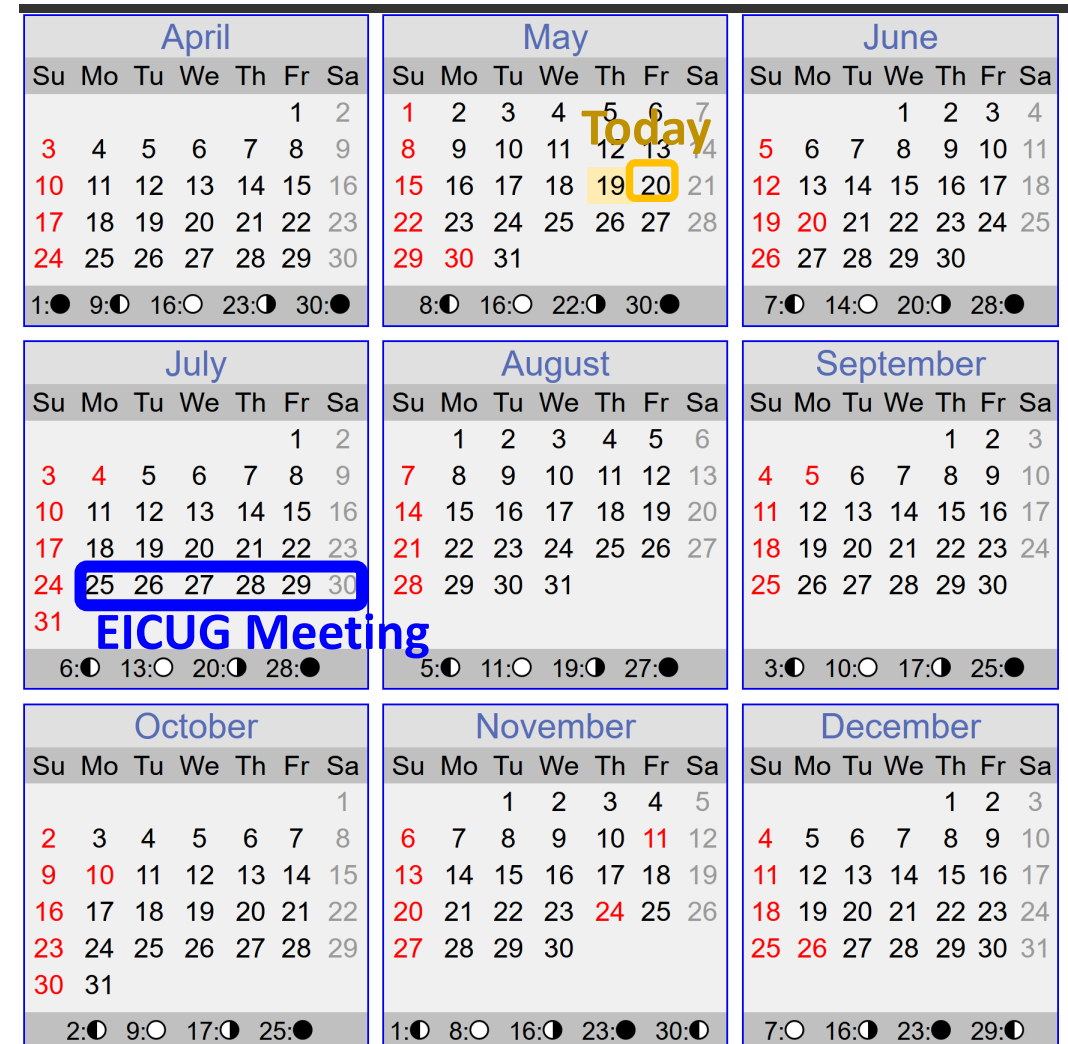 April
Su Mo Tu We Th Fr Sa
1 2
3 4 5 6 7 8 9
10 11 12 13 14 15 16
17 18 19 20 21 22 23
24 25 26 27 28 29 30
1: 9: 16: 23: 30:
May
Su Mo Tu We Th Fr Sa
1 2 3 4 5 6 7
Today
8 9 10 11 12 13 14
15 16 17 18 19 20 21
22 23 24 25 26 27 28
29 30 31
8: 16: 22: 30:
June
Su Mo Tu We Th Fr Sa
1 2 3 4
5 6 7 8 9 10 11
12 13 14 15 16 17 18
19 20 21 22 23 24 25
26 27 28 29 30
7: 14: 20: 28:
July
Su Mo Tu We Th Fr Sa
1 2
3 4 5 6 7 8 9
10 11 12 13 14 15 16
17 18 19 20 21 22 23
24 25 26 27 28 29 30
31
EICUG Meeting
6: 13: 20: 28:
August
Su Mo Tu We Th Fr Sa
1 2 3 4 5 6
7 8 9 10 11 12 13
14 15 16 17 18 19 20
21 22 23 24 25 26 27
28 29 30 31
5: 11: 19: 27:
September
Su Mo Tu We Th Fr Sa
1 2 3
4 5 6 7 8 9 10
11 12 13 14 15 16 17
18 19 20 21 22 23 24
25 26 27 28 29 30
3: 10: 17: 25:
October
Su Mo Tu We Th Fr Sa
1
2 3 4 5 6 7 8
9 10 11 12 13 14 15
16 17 18 19 20 21 22
23 24 25 26 27 28 29
30 31
2: 9: 17: 25:
November
Su Mo Tu We Th Fr Sa
1 2 3 4 5
6 7 8 9 10 11 12
13 14 15 16 17 18 19
20 21 22 23 24 25 26
27 28 29 30
1: 8: 16: 23: 30:
December
Su Mo Tu We Th Fr Sa
1 2 3
4 5 6 7 8 9 10
11 12 13 14 15 16 17
18 19 20 21 22 23 24
25 26 27 28 29 30 31
7: 16: 23: 29: